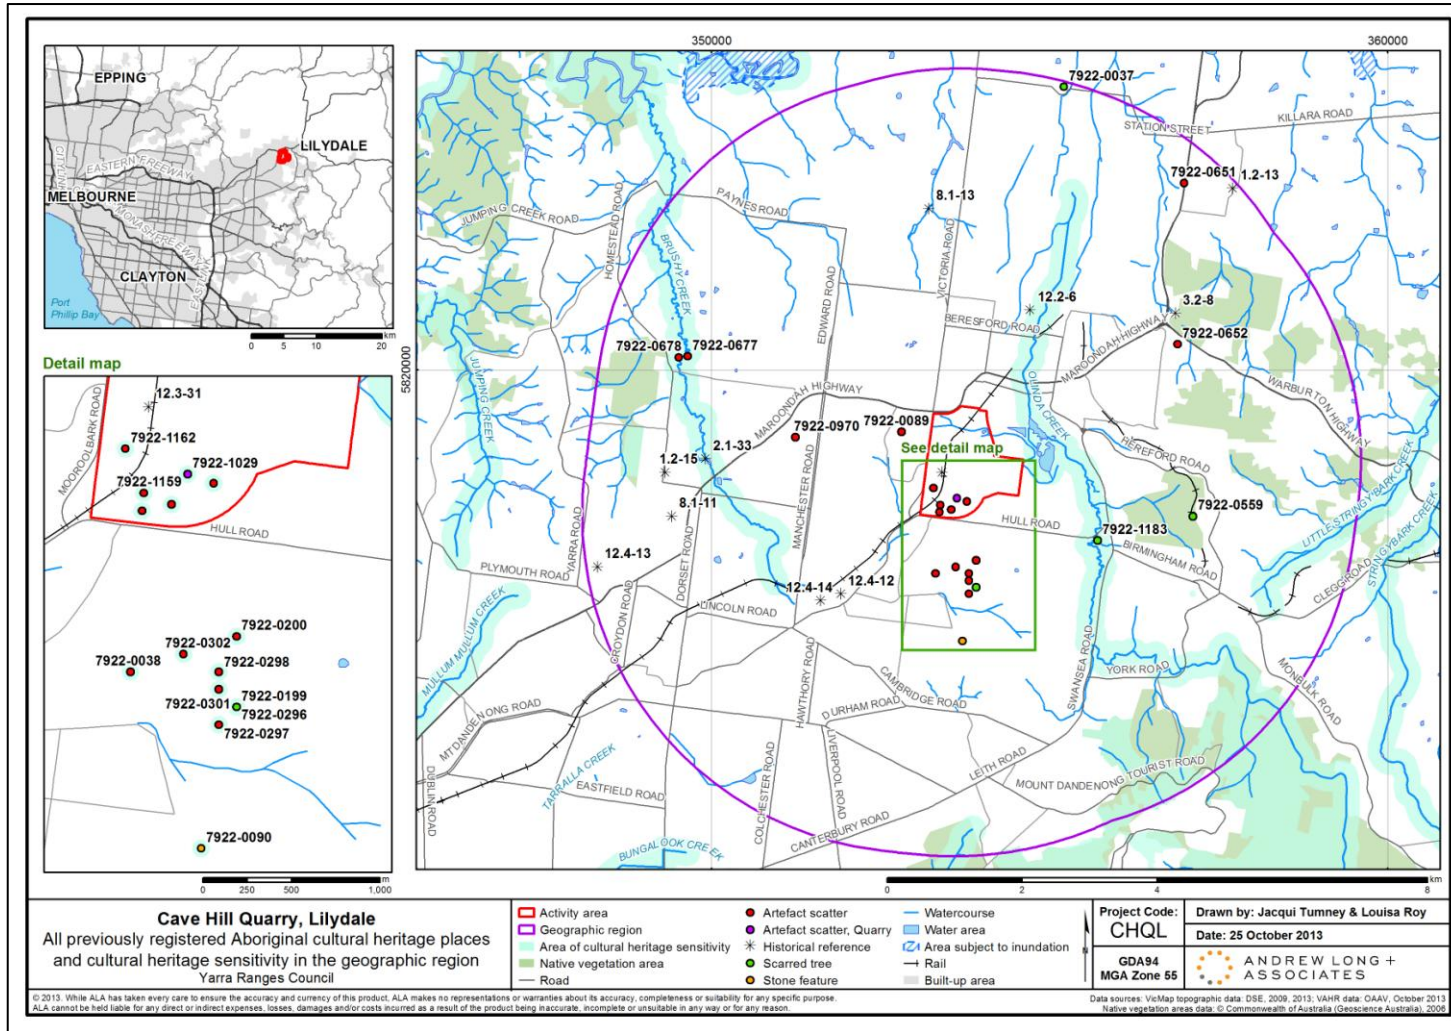 EPPING
LILYDALE
EASTERN FREEWAY
CITYLINK
MELBOURNE
MONASH FREEWAY
EASTLINK
CLAYTON
Port
Phillip Bay
0 5 10 20
km
Detail map
MOOROOLBARK ROAD
12.3-31
7922-1162
7922-1029
7922-1159
HULL ROAD
7922-0200
7922-0302
7922-0038
7922-0298
7922-0199
7922-0301
7922-0296
7922-0297
7922-0090
0 250 500 1,000
m
350000
360000
5820000
7922-0037
STATION STREET
KILLARA ROAD
7922-0651
1.2-13
8.1-13
PAYNES ROAD
JUMPING CREEK ROAD
HOMESTEAD ROAD
BRUSHY CREEK
VICTORIA ROAD
EDWARD ROAD
12.2-6
BERESFORD ROAD
3.2-8
7922-0652
MAROONDAH HIGHWAY
7922-0678
7922-0677
WARBURTON HIGHWAY
JUMPING CREEK
OLINDA CREEK
MAROONDAH HIGHWAY
7922-0970
7922-0089
See detail map
HEREFORD ROAD
2.1-33
1.2-15
8.1-11
MANCHESTER ROAD
LITTLE STRINGYBARK CREEK
STRINGYBARK CREEK
7922-0559
HULL ROAD
7922-1183
BIRMINGHAM ROAD
CLEGG ROAD
12.4-13
YARRA ROAD
PLYMOUTH ROAD
DORSET ROAD
12.4-14
12.4-12
LINCOLN ROAD
CROYDON ROAD
MULLUM MULLUM CREEK
SWANSEA ROAD
YORK ROAD
MONBULK ROAD
HAWTHORY ROAD
CAMBRIDGE ROAD
DURHAM ROAD
MT DANDENONG ROAD
LIVERPOOL ROAD
LEITH ROAD
MOUNT DANDENONG TOURIST ROAD
TARRALLA CREEK
EASTFIELD ROAD
DUBLIN ROAD
COLCHESTER ROAD
CANTERBURY ROAD
BUNGALOOK CREEK
0 2 4 8
km
Cave Hill Quarry, Lilydale
All previously registered Aboriginal cultural heritage places
and cultural heritage sensitivity in the geographic region
Yarra Ranges Council
Activity area
Geographic region
Area of cultural heritage sensitivity
Native vegetation area
Road
Artefact scatter
Artefact scatter, Quarry
Historical reference
Scarred tree
Stone feature
Watercourse
Water area
Area subject to inundation
Rail
Built-up area
Project Code:
CHQL
GDA94
MGA Zone 55
Drawn by: Jacqui Tumney & Louisa Roy
Date: 25 October 2013
ANDREW LONG +
ASSOCIATES
© 2013. While ALA has taken every care to ensure the accuracy and currency of this product, ALA makes no representations or warranties about its accuracy, completeness or suitability for any specific purpose.
ALA cannot be held liable for any direct or indirect expenses, losses, damages and/or costs incurred as a result of the product being inaccurate, incomplete or unsuitable in any way or for any reason.
Data sources: VicMap topographic data: DSE, 2009, 2013; VAHR data: OAAV, October 2013
Native vegetation areas data: © Commonwealth of Australia (Geoscience Australia), 2006